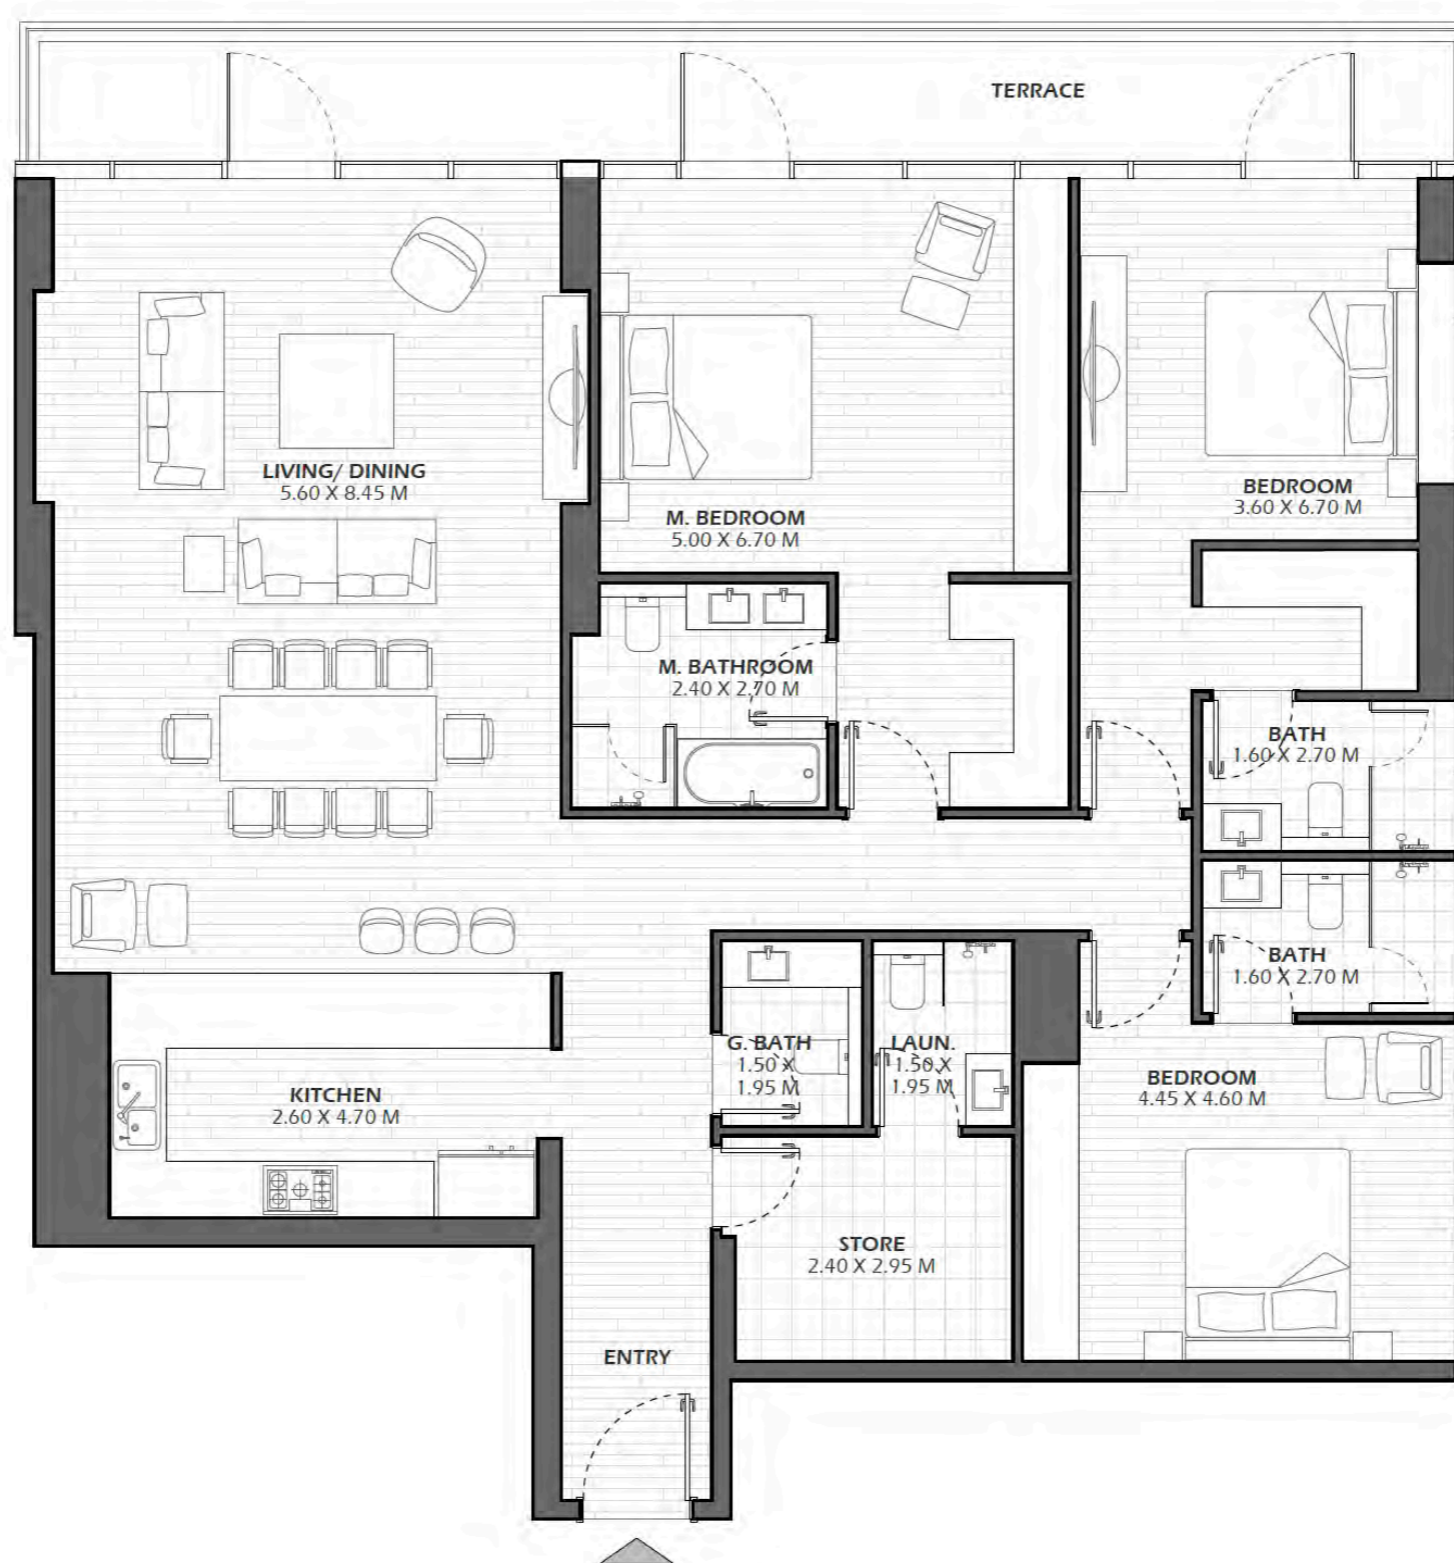 TERRACE
LIVING/ DINING
5.60 X 8.45 M
M. BEDROOM
5.00 X 6.70 M
BEDROOM
3.60 X 6.70 M
M. BATHROOM
2.40 X 2.70 M
BATH
1.60 X 2.70 M
BATH
1.60 X 2.70 M
KITCHEN
2.60 X 4.70 M
G. BATH
1.50 X
1.95 M
LAUN.
1.50 X
1.95 M
BEDROOM
4.45 X 4.60 M
STORE
2.40 X 2.95 M
ENTRY